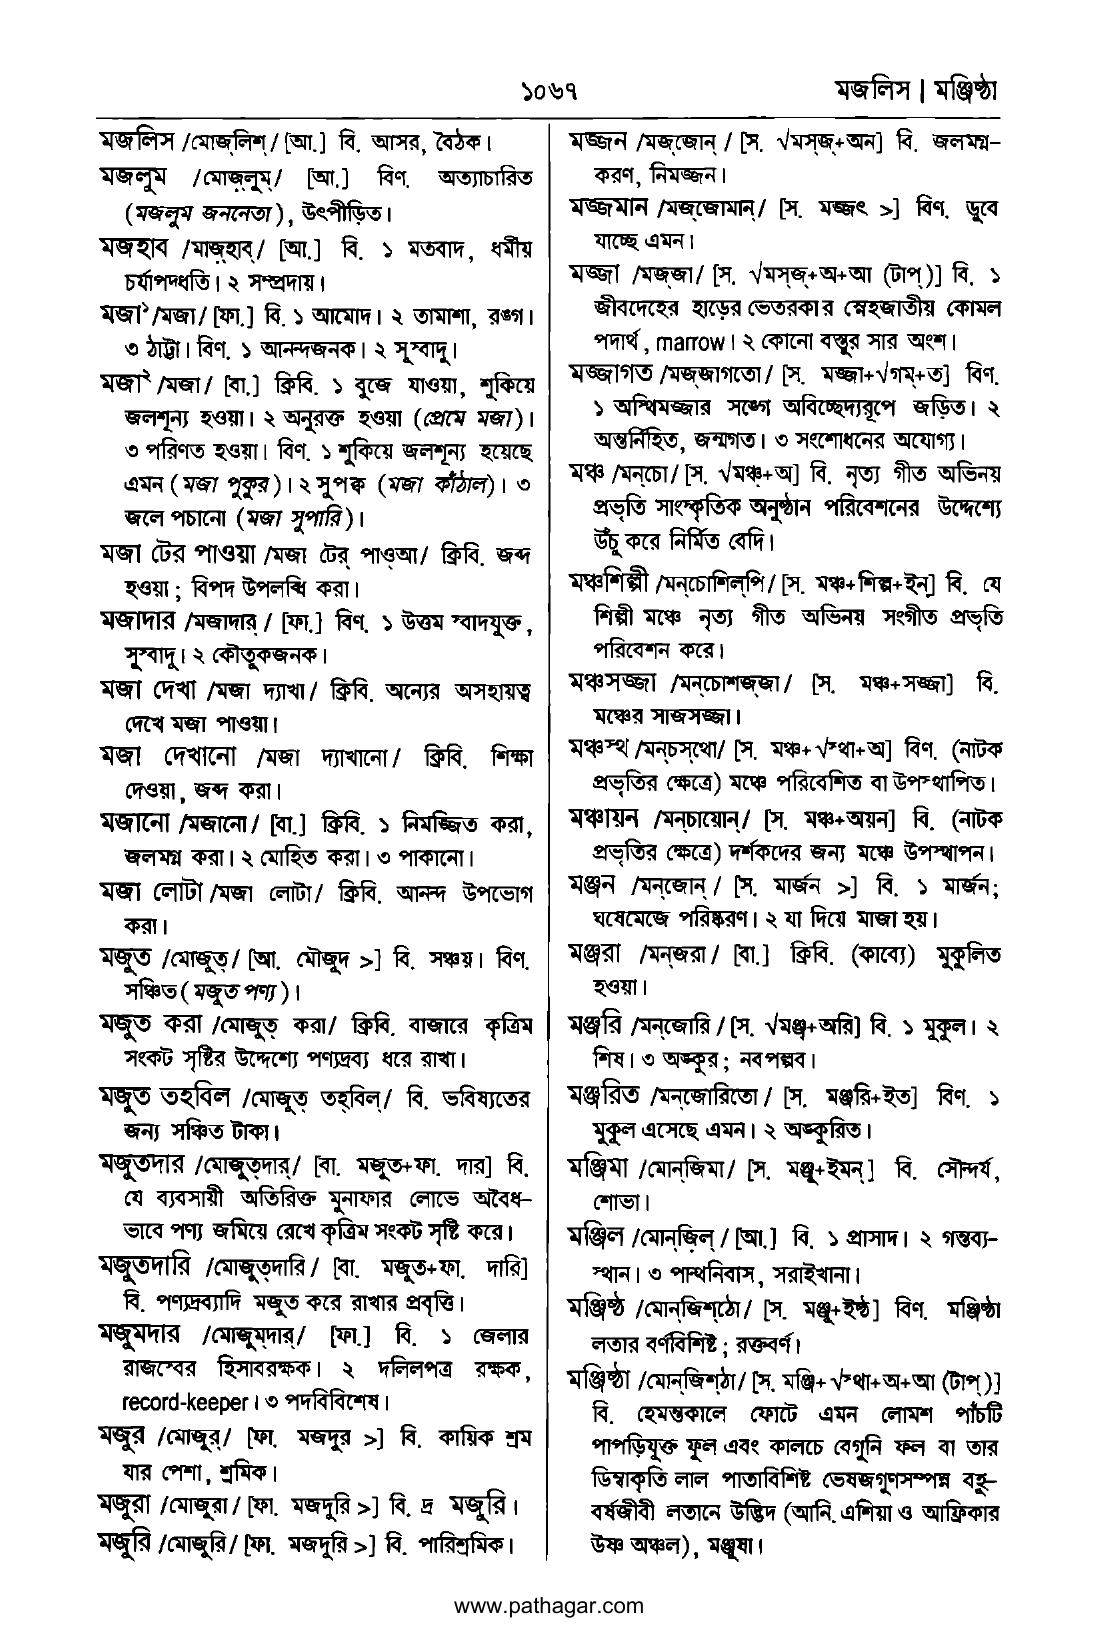 ১০৬৭
মজলিস | মঞ্জিষ্ঠা
মজলিস /মোজ্‌লিশ্‌/ [আ.] বি. আসর, বৈঠক।
মজলুম /মোজ়্‌লুম্‌/ [আ.] বিণ. অত্যাচারিত
(মজলুম জননেতা), উৎপীড়িত।
মজহাব /মাজ়্‌হাব্‌/ [আ.] বি. ১ মতবাদ, ধর্মীয়
চর্যাপদ্ধতি। ২ সম্প্রদায়।
মজা১ /মজা/ [ফা.] বি. ১ আমোদ। ২ তামাশা, রঙ্গ।
৩ ঠাট্টা। বিণ. ১ আনন্দজনক। ২ সুস্বাদু।
মজা২ /মজা/ [বা.] ক্রিবি. ১ বুজে যাওয়া, শুকিয়ে
জলশূন্য হওয়া। ২ অনুরক্ত হওয়া (প্রেমে মজা)।
৩ পরিণত হওয়া। বিণ. ১ শুকিয়ে জলশূন্য হয়েছে
এমন (মজা পুকুর)। ২ সুপক্ব (মজা কাঁঠাল)। ৩
জলে পচানো (মজা সুপারি)।
মজা টের পাওয়া /মজা টের্‌ পাওআ/ ক্রিবি. জব্দ
হওয়া; বিপদ উপলব্ধি করা।
মজাদার /মজাদার্‌/ [ফা.] বিণ. ১ উত্তম স্বাদযুক্ত,
সুস্বাদু। ২ কৌতুকজনক।
মজা দেখা /মজা দ্যাখা/ ক্রিবি. অন্যের অসহায়ত্ব
দেখে মজা পাওয়া।
মজা দেখানো /মজা দ্যাখানো/ ক্রিবি. শিক্ষা
দেওয়া, জব্দ করা।
মজানো /মজানো/ [বা.] ক্রিবি. ১ নিমজ্জিত করা,
জলমগ্ন করা। ২ মোহিত করা। ৩ পাকানো।
মজা লোটা /মজা লোটা/ ক্রিবি. আনন্দ উপভোগ
করা।
মজুত /মোজুত্‌/ [আ. মৌজুদ >] বি. সঞ্চয়। বিণ.
সঞ্চিত (মজুত পণ্য)।
মজুত করা /মোজুত্‌ করা/ ক্রিবি. বাজারে কৃত্রিম
সংকট সৃষ্টির উদ্দেশ্যে পণ্যদ্রব্য ধরে রাখা।
মজুত তহবিল /মোজুত্‌ তহ্‌বিল্‌/ বি. ভবিষ্যতের
জন্য সঞ্চিত টাকা।
মজুতদার /মোজুত্‌দার্‌/ [বা. মজুত+ফা. দার] বি.
যে ব্যবসায়ী অতিরিক্ত মুনাফার লোভে অবৈধ-
ভাবে পণ্য জমিয়ে রেখে কৃত্রিম সংকট সৃষ্টি করে।
মজুতদারি /মোজুত্‌দারি/ [বা. মজুত+ফা. দারি]
বি. পণ্যদ্রব্যাদি মজুত করে রাখার প্রবৃত্তি।
মজুমদার /মোজুম্‌দার্‌/ [ফা.] বি. ১ জেলার
রাজস্বের হিসাবরক্ষক। ২ দলিলপত্র রক্ষক,
record-keeper। ৩ পদবিবিশেষ।
মজুর /মোজুর্‌/ [ফা. মজদুর >] বি. কায়িক শ্রম
যার পেশা, শ্রমিক।
মজুরা /মোজুরা/ [ফা. মজদুরি >] বি. দ্র মজুরি।
মজুরি /মোজুরি/ [ফা. মজদুরি >] বি. পারিশ্রমিক।
মজ্জন /মজ্‌জোন্‌/ [স. √মস্‌জ্‌+অন] বি. জলমগ্ন-
করণ, নিমজ্জন।
মজ্জমান /মজ্‌জোমান্‌/ [স. মজ্জৎ >] বিণ. ডুবে
যাচ্ছে এমন।
মজ্জা /মজ্‌জা/ [স. √মস্‌জ্‌+অ+আ (টাপ্‌)] বি. ১
জীবদেহের হাড়ের ভেতরকার স্নেহজাতীয় কোমল
পদার্থ, marrow। ২ কোনো বস্তুর সার অংশ।
মজ্জাগত /মজ্‌জাগতো/ [স. মজ্জা+√গম্‌+ত] বিণ.
১ অস্থিমজ্জার সঙ্গে অবিচ্ছেদ্যরূপে জড়িত। ২
অন্তর্নিহিত, জন্মগত। ৩ সংশোধনের অযোগ্য।
মঞ্চ /মন্‌চো/ [স. √মঞ্চ্‌+অ] বি. নৃত্য গীত অভিনয়
প্রভৃতি সাংস্কৃতিক অনুষ্ঠান পরিবেশনের উদ্দেশ্যে
উঁচু করে নির্মিত বেদি।
মঞ্চশিল্পী /মন্‌চোশিল্‌পি/ [স. মঞ্চ+শিল্প+ইন্‌] বি. যে
শিল্পী মঞ্চে নৃত্য গীত অভিনয় সংগীত প্রভৃতি
পরিবেশন করে।
মঞ্চসজ্জা /মন্‌চোশজ্‌জা/ [স. মঞ্চ+সজ্জা] বি.
মঞ্চের সাজসজ্জা।
মঞ্চস্থ /মন্‌চস্‌থো/ [স. মঞ্চ+√স্থা+অ] বিণ. (নাটক
প্রভৃতির ক্ষেত্রে) মঞ্চে পরিবেশিত বা উপস্থাপিত।
মঞ্চায়ন /মন্‌চায়োন্‌/ [স. মঞ্চ+অয়ন] বি. (নাটক
প্রভৃতির ক্ষেত্রে) দর্শকদের জন্য মঞ্চে উপস্থাপন।
মঞ্জন /মন্‌জোন্‌/ [স. মার্জন >] বি. ১ মার্জন;
ঘষেমেজে পরিষ্করণ। ২ যা দিয়ে মাজা হয়।
মঞ্জরা /মন্‌জরা/ [বা.] ক্রিবি. (কাব্যে) মুকুলিত
হওয়া।
মঞ্জরি /মন্‌জোরি/ [স. √মঞ্জ্‌+অরি] বি. ১ মুকুল। ২
শিষ। ৩ অঙ্কুর; নবপল্লব।
মঞ্জরিত /মন্‌জোরিতো/ [স. মঞ্জরি+ইত] বিণ. ১
মুকুল এসেছে এমন। ২ অঙ্কুরিত।
মঞ্জিমা /মোন্‌জিমা/ [স. মঞ্জু+ইমন্‌] বি. সৌন্দর্য,
শোভা।
মঞ্জিল /মোন্‌জ়িল্‌/ [আ.] বি. ১ প্রাসাদ। ২ গন্তব্য-
স্থান। ৩ পান্থনিবাস, সরাইখানা।
মঞ্জিষ্ঠ /মোন্‌জিশ্‌ঠো/ [স. মঞ্জু+ইষ্ঠ] বিণ. মঞ্জিষ্ঠা
লতার বর্ণবিশিষ্ট; রক্তবর্ণ।
মঞ্জিষ্ঠা /মোন্‌জিশ্‌ঠা/ [স. মঞ্জি+√স্থা+অ+আ (টাপ্‌)]
বি. হেমন্তকালে ফোটে এমন লোমশ পাঁচটি
পাপড়িযুক্ত ফুল এবং কালচে বেগুনি ফল বা তার
ডিম্বাকৃতি লাল পাতাবিশিষ্ট ভেষজগুণসম্পন্ন বহু-
বর্ষজীবী লতানে উদ্ভিদ (আনি. এশিয়া ও আফ্রিকার
উষ্ণ অঞ্চল), মঞ্জুষা।
www.pathagar.com